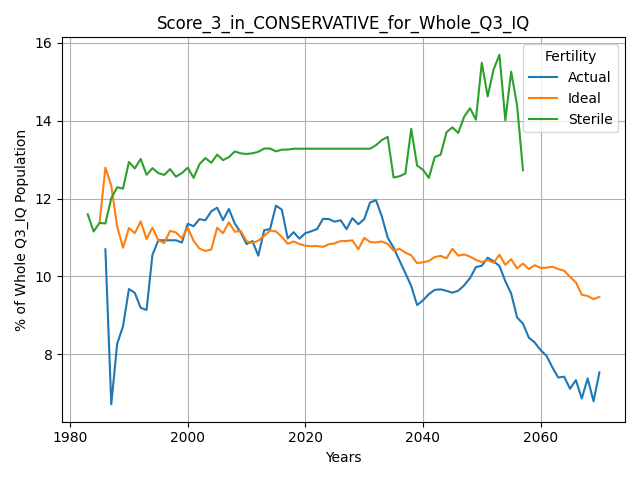 Score_3_in_CONSERVATIVE_for_Whole_Q3_IQ
% of Whole Q3_IQ Population
16
14
12
10
8
Fertility
Actual
Ideal
Sterile
1980
2000
2020
2040
2060
Years